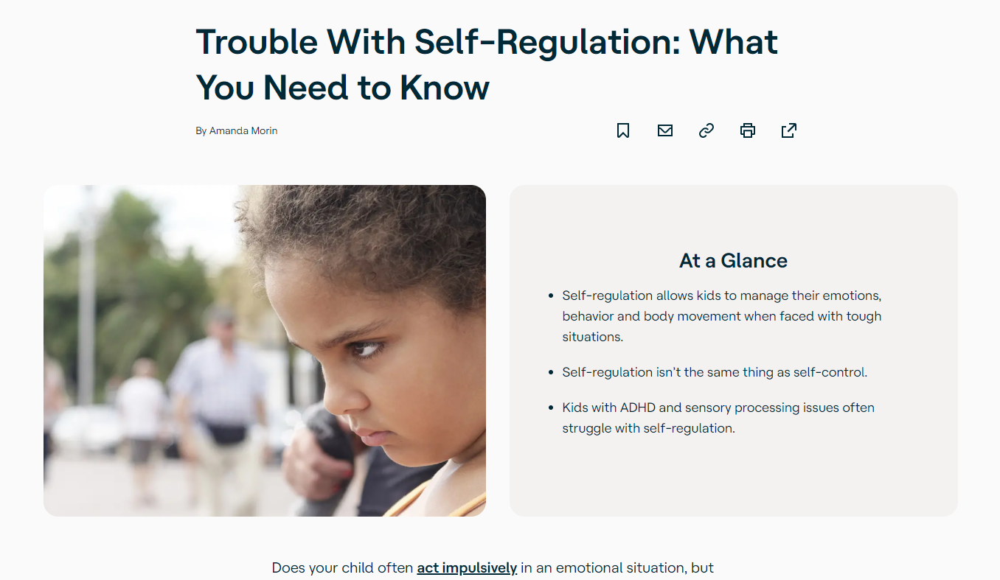 Trouble With Self-Regulation: What
You Need to Know
By Amanda Morin
At a Glance
Self-regulation allows kids to manage their emotions,
behavior and body movement when faced with tough
situations.
Self-regulation isn’t the same thing as self-control.
Kids with ADHD and sensory processing issues often
struggle with self-regulation.
Does your child often act impulsively in an emotional situation, but